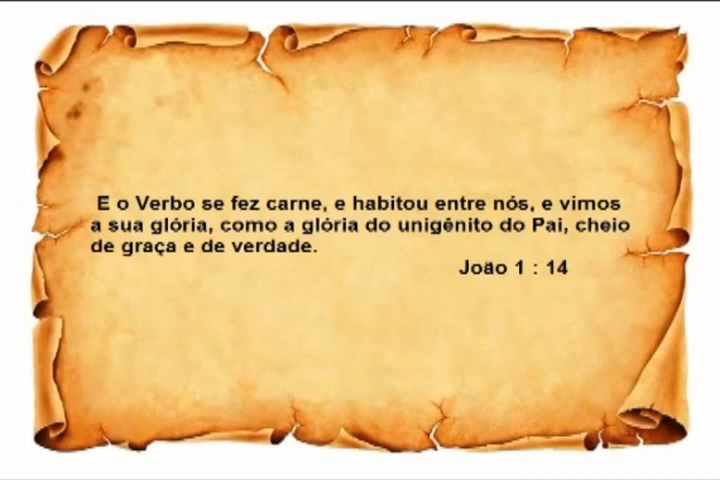 E o Verbo se fez carne, e habitou entre nós, e vimos
a sua glória, como a glória do unigênito do Pai, cheio
de graça e de verdade.
João 1 : 14